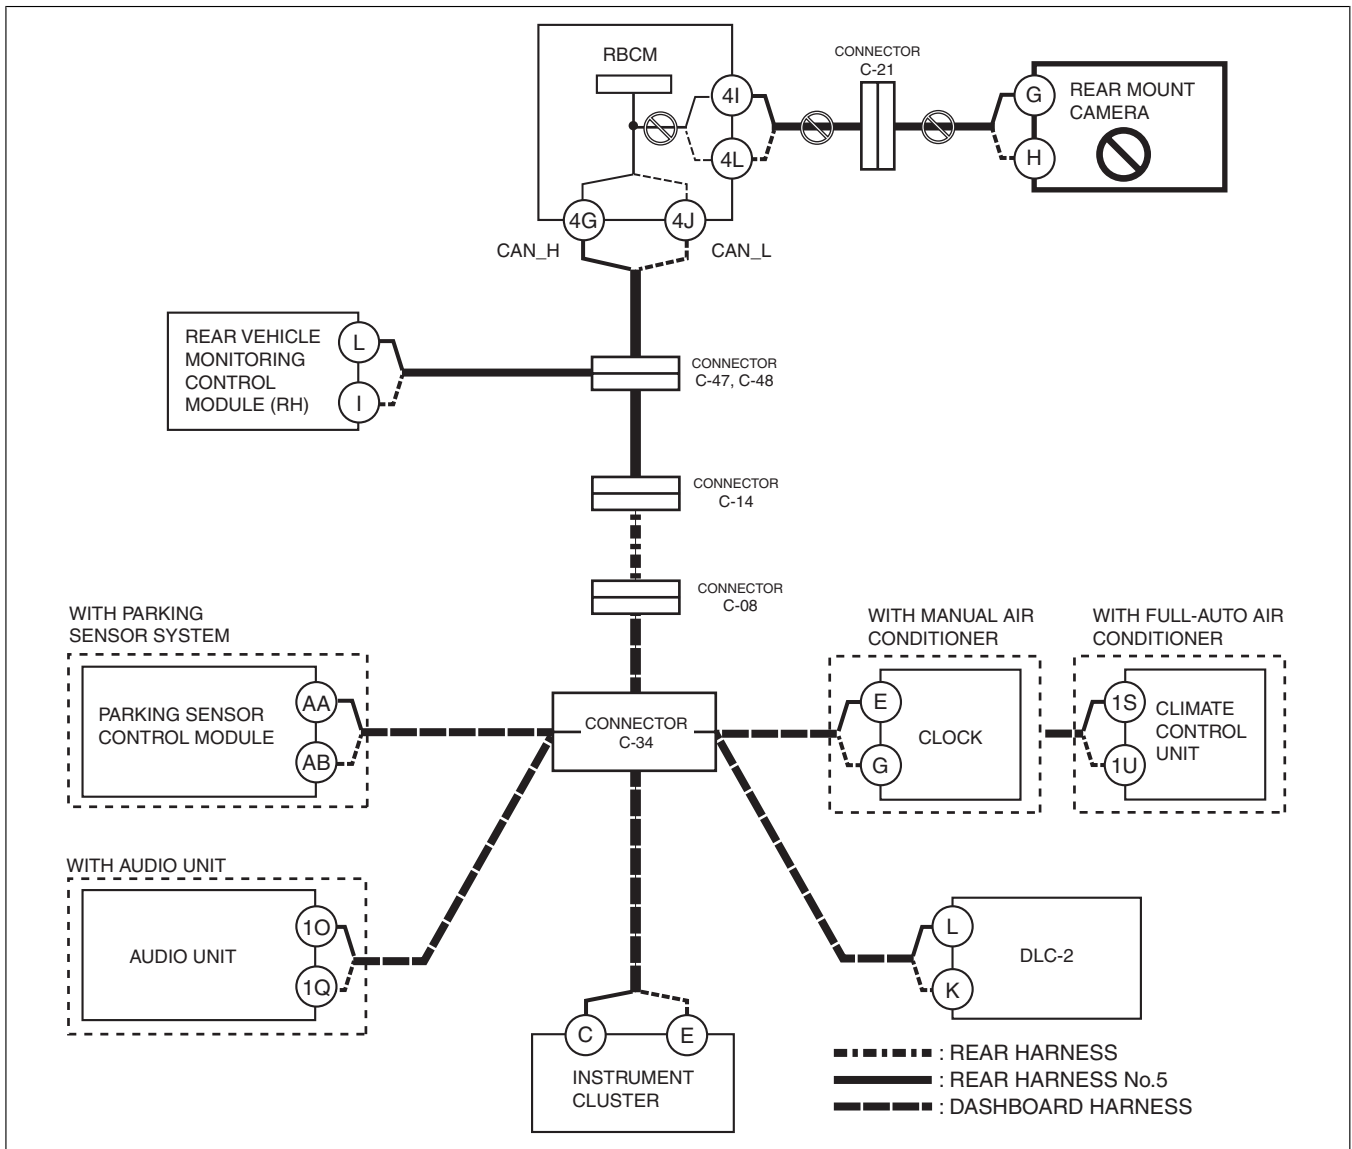 RBCM
4I
4L
4G
4J
CAN_H
CAN_L
CONNECTOR
C-21
G
H
REAR MOUNT
CAMERA
REAR VEHICLE
MONITORING
CONTROL
MODULE (RH)
L
I
CONNECTOR
C-47, C-48
CONNECTOR
C-14
CONNECTOR
C-08
WITH PARKING
SENSOR SYSTEM
PARKING SENSOR
CONTROL MODULE
AA
AB
CONNECTOR
C-34
WITH MANUAL AIR
CONDITIONER
E
G
CLOCK
WITH FULL-AUTO AIR
CONDITIONER
1S
1U
CLIMATE
CONTROL
UNIT
WITH AUDIO UNIT
AUDIO UNIT
1O
1Q
L
K
DLC-2
C
E
INSTRUMENT
CLUSTER
: REAR HARNESS
: REAR HARNESS No.5
: DASHBOARD HARNESS